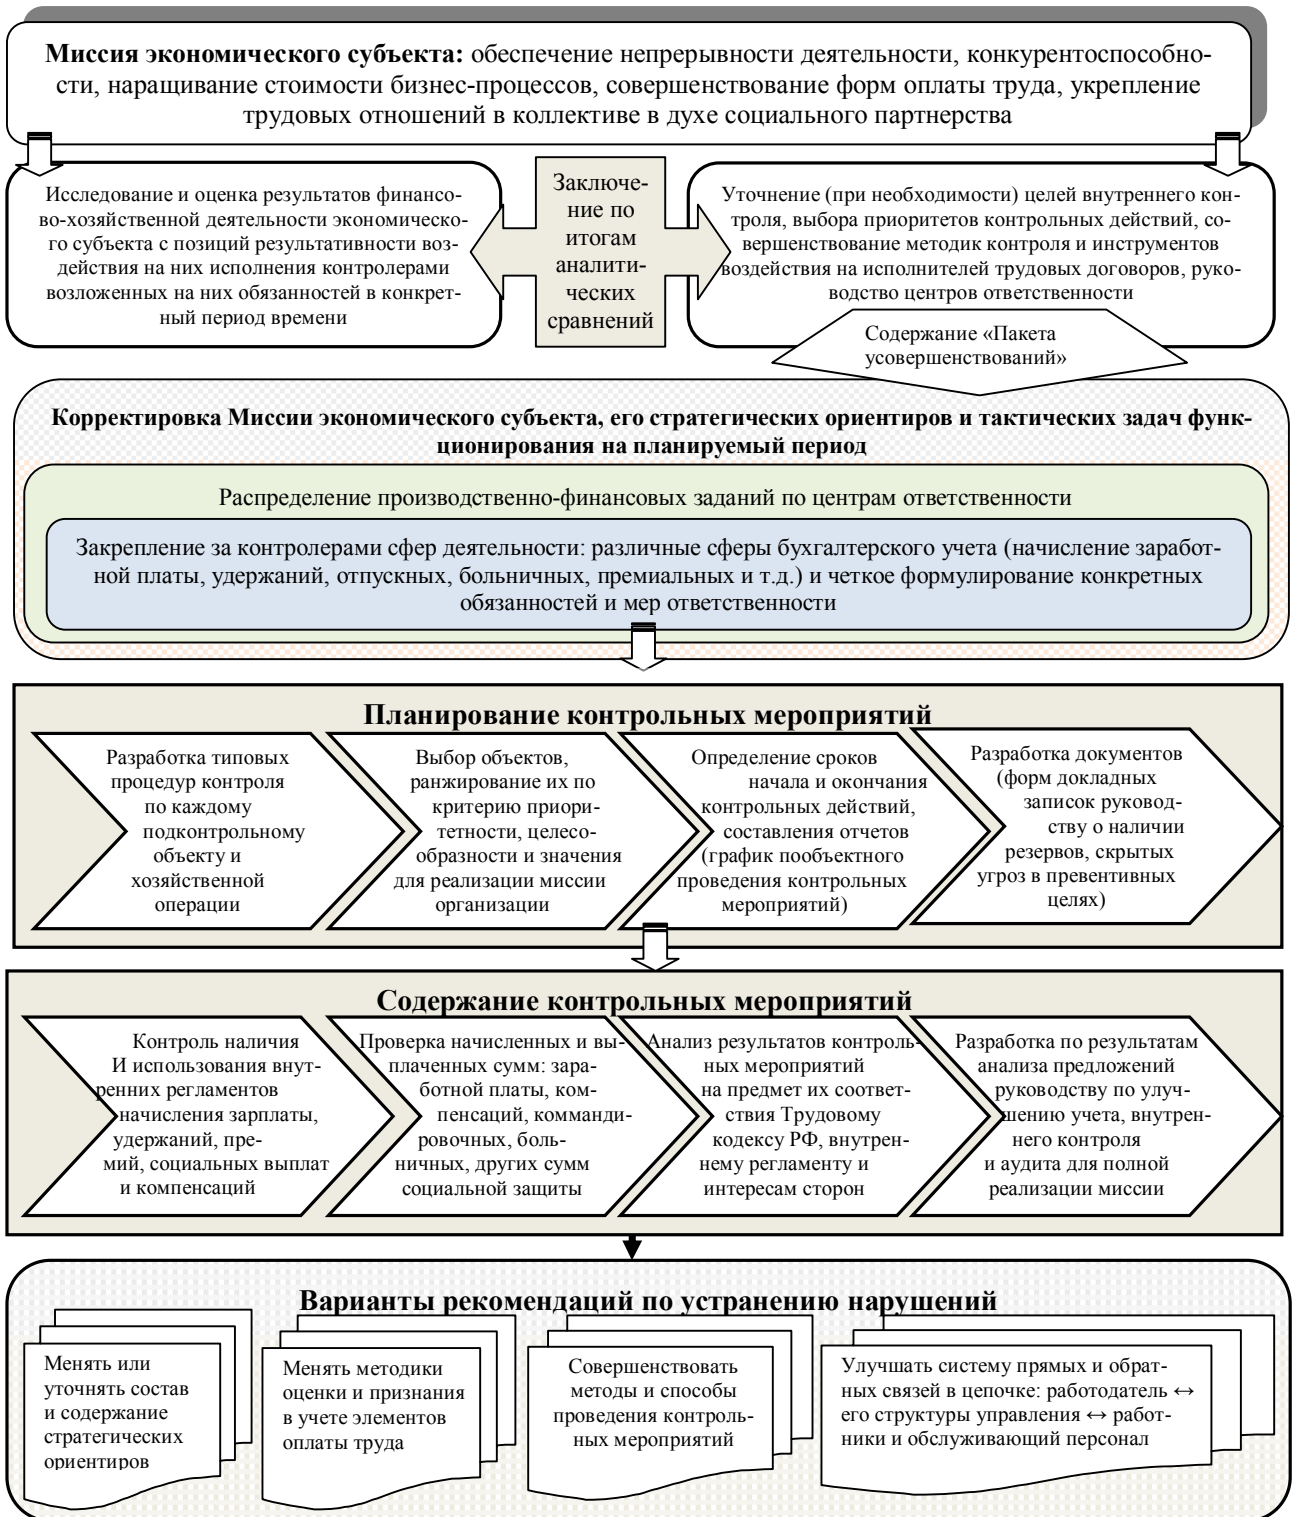 Миссия экономического субъекта: обеспечение непрерывности деятельности, конкурентоспособно-
сти, наращивание стоимости бизнес-процессов, совершенствование форм оплаты труда, укрепление
трудовых отношений в коллективе в духе социального партнерства
Исследование и оценка результатов финансо-
во-хозяйственной деятельности экономическо-
го субъекта с позиций результативности воз-
действия на них исполнения контролерами
возложенных на них обязанностей в конкрет-
ный период времени
Заключе-
ние по
итогам
аналити-
ческих
сравнений
Уточнение (при необходимости) целей внутреннего кон-
троля, выбора приоритетов контрольных действий, со-
вершенствование методик контроля и инструментов
воздействия на исполнителей трудовых договоров, руко-
водство центров ответственности
Содержание «Пакета
усовершенствований»
Корректировка Миссии экономического субъекта, его стратегических ориентиров и тактических задач функ-
ционирования на планируемый период
Распределение производственно-финансовых заданий по центрам ответственности
Закрепление за контролерами сфер деятельности: различные сферы бухгалтерского учета (начисление заработ-
ной платы, удержаний, отпускных, больничных, премиальных и т.д.) и четкое формулирование конкретных
обязанностей и мер ответственности
Планирование контрольных мероприятий
Разработка типовых
процедур контроля
по каждому
подконтрольному
объекту и
хозяйственной
операции
Выбор объектов,
ранжирование их по
критерию приори-
тетности, целесо-
образности и значения
для реализации миссии
организации
Определение сроков
начала и окончания
контрольных действий,
составления отчетов
(график пообъектного
проведения контрольных
мероприятий)
Разработка документов
(форм докладных
записок руковод-
ству о наличии
резервов, скрытых
угроз в превентивных
целях)
Содержание контрольных мероприятий
Контроль наличия
И использования внут-
ренних регламентов
начисления зарплаты,
удержаний, пре-
мий, социальных выплат
и компенсаций
Проверка начисленных и вы-
плаченных сумм: зара-
ботной платы, ком-
пенсаций, коммандиро-
ровочных, боль-
ничных, других сумм
социальной защиты
Анализ результатов контроль-
ных мероприятий
на предмет их соответ-
ствия Трудовому
кодексу РФ, внутрен-
нему регламенту и
интересам сторон
Разработка по результатам
анализа предложений
руководству по улуч-
шению учета, внутрен-
него контроля
и аудита для полной
реализации миссии
Варианты рекомендаций по устранению нарушений
Менять или
уточнять состав
и содержание
стратегических
ориентиров
Менять методики
оценки и признания
в учете элементов
оплаты труда
Совершенствовать
методы и способы
проведения контроль-
ных мероприятий
Улучшать систему прямых и обрат-
ных связей в цепочке: работодатель ↔
его структуры управления ↔ работ-
ники и обслуживающий персонал